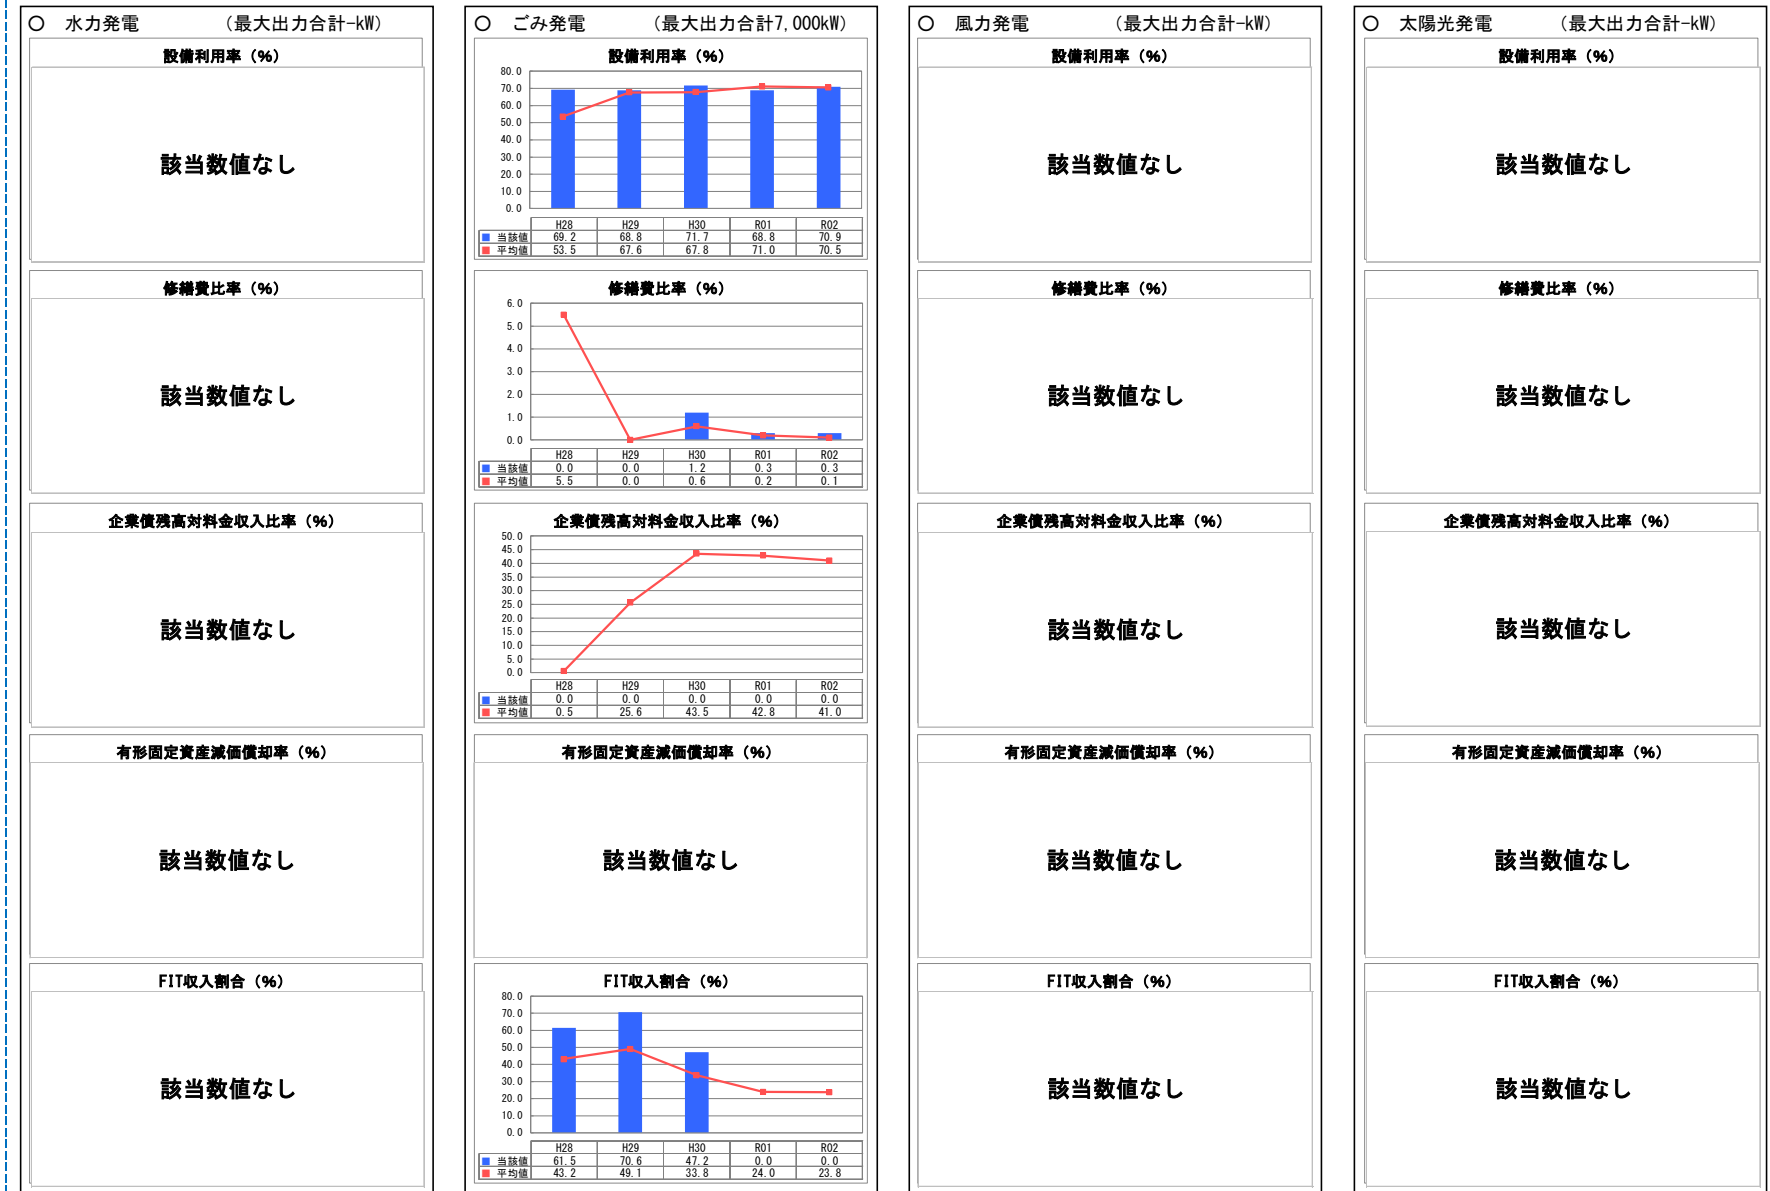 ○ 水力発電 （最大出力合計-kW）
設備利用率（%）
該当数値なし
修繕費比率（%）
該当数値なし
企業債残高対料金収入比率（%）
該当数値なし
有形固定資産減価償却率（%）
該当数値なし
FIT収入割合（%）
該当数値なし
○ ごみ発電 （最大出力合計7,000kW）
設備利用率（%）
80.0
70.0
60.0
50.0
40.0
30.0
20.0
10.0
0.0
H28 H29 H30 R01 R02
当該値 69.2 68.8 71.7 68.8 70.9
平均値 53.5 67.6 67.8 71.0 70.5
修繕費比率（%）
6.0
5.0
4.0
3.0
2.0
1.0
0.0
H28 H29 H30 R01 R02
当該値 0.0 0.0 1.2 0.3 0.3
平均値 5.5 0.0 0.6 0.2 0.1
企業債残高対料金収入比率（%）
50.0
45.0
40.0
35.0
30.0
25.0
20.0
15.0
10.0
5.0
0.0
H28 H29 H30 R01 R02
当該値 0.0 0.0 0.0 0.0 0.0
平均値 0.5 25.6 43.5 42.8 41.0
有形固定資産減価償却率（%）
該当数値なし
FIT収入割合（%）
80.0
70.0
60.0
50.0
40.0
30.0
20.0
10.0
0.0
H28 H29 H30 R01 R02
当該値 61.5 70.6 47.2 0.0 0.0
平均値 43.2 49.1 33.8 24.0 23.8
○ 風力発電 （最大出力合計-kW）
設備利用率（%）
該当数値なし
修繕費比率（%）
該当数値なし
企業債残高対料金収入比率（%）
該当数値なし
有形固定資産減価償却率（%）
該当数値なし
FIT収入割合（%）
該当数値なし
○ 太陽光発電 （最大出力合計-kW）
設備利用率（%）
該当数値なし
修繕費比率（%）
該当数値なし
企業債残高対料金収入比率（%）
該当数値なし
有形固定資産減価償却率（%）
該当数値なし
FIT収入割合（%）
該当数値なし